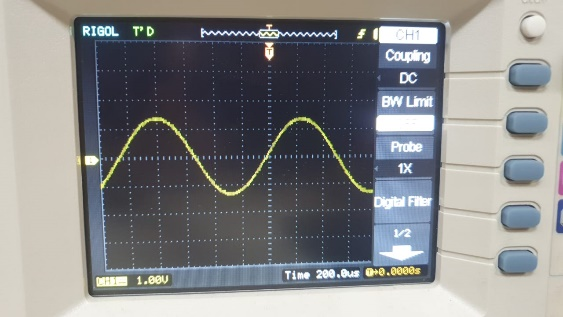 RIGOL T'D
T
CH1
Coupling
DC
BW Limit
Probe
1X
Digital Filter
1/2
1.00V Time 200.0us T→0.0000s